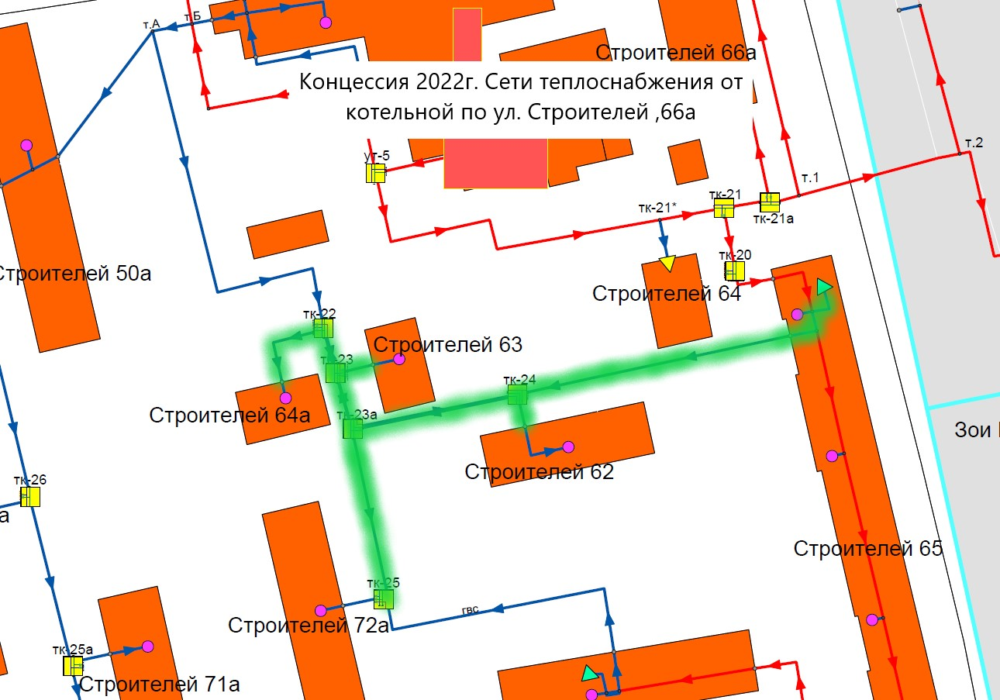 т.А
т.Б
Строителей 66а
Концессия 2022г. Сети теплоснабжения от
котельной по ул. Строителей ,66а
т.2
ут-5
т.1
тк-21
тк-21*
тк-21а
тк-20
Строителей 50а
Строителей 64
тк-22
Строителей 63
тк-23
тк-24
Строителей 64а
тк-23а
Зои
Строителей 62
тк-26
а
Строителей 65
тк-25
гвс
Строителей 72а
тк-25а
Строителей 71а